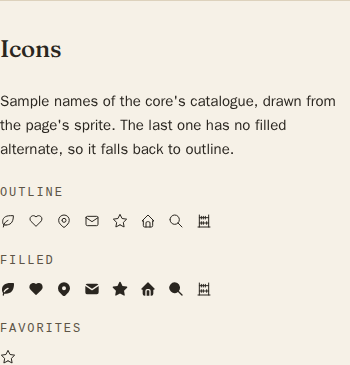 Icons
Sample names of the core's catalogue, drawn from
the page's sprite. The last one has no filled
alternate, so it falls back to outline.
OUTLINE
FILLED
FAVORITES